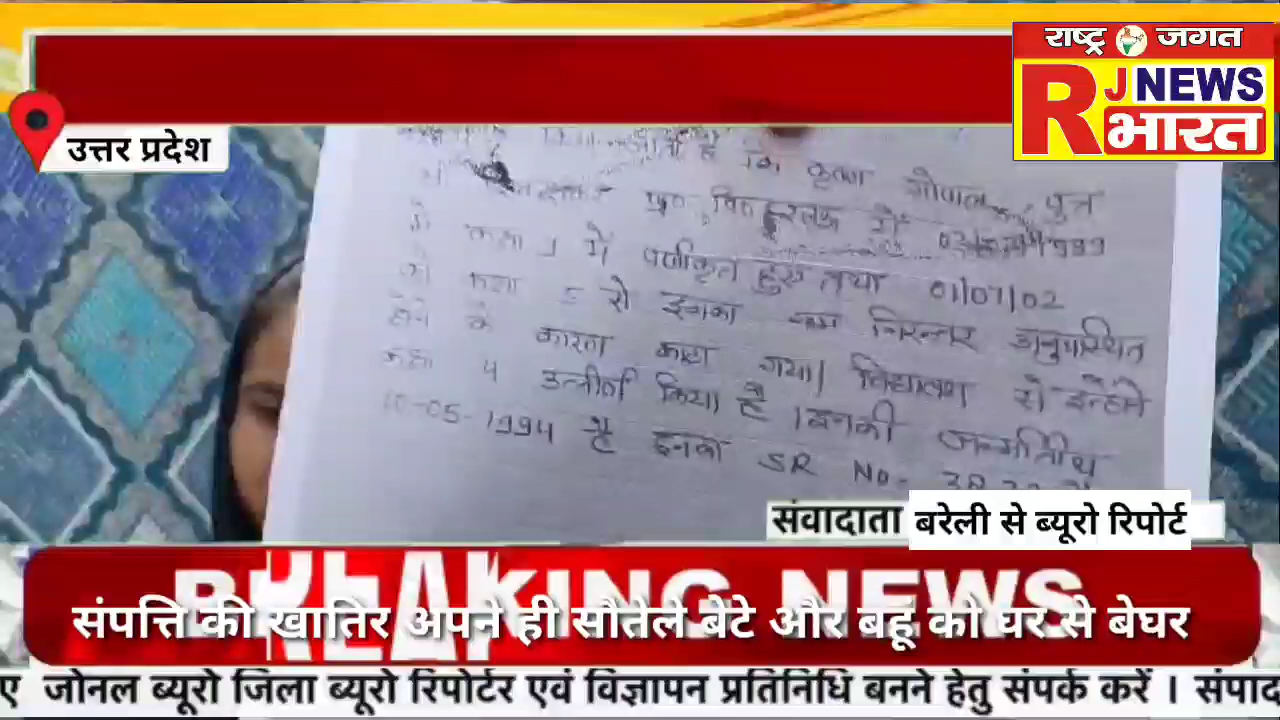 राष्ट्र जगत
RJ NEWS
भारत
उत्तर प्रदेश
कि कृष्ण गोपाल पुत्र
में
से कक्षा 1 में पंजीकृत हुए तथा 01/07/02
को कक्षा 5 से इनका नाम निरन्तर अनुपस्थित
होने के कारण काटा गया। विद्यालय से इन्होंने
कक्षा 4 उत्तीर्ण किया है। इनकी जन्मतिथि
10-05-1994 है इनका SR No-
संवादाता बरेली से ब्यूरो रिपोर्ट
BREAKING NEWS
संपत्ति की खातिर अपने ही सौतेले बेटे और बहू को घर से बेघर
ए जोनल ब्यूरो जिला ब्यूरो रिपोर्टर एवं विज्ञापन प्रतिनिधि बनने हेतु संपर्क करें । संपाद